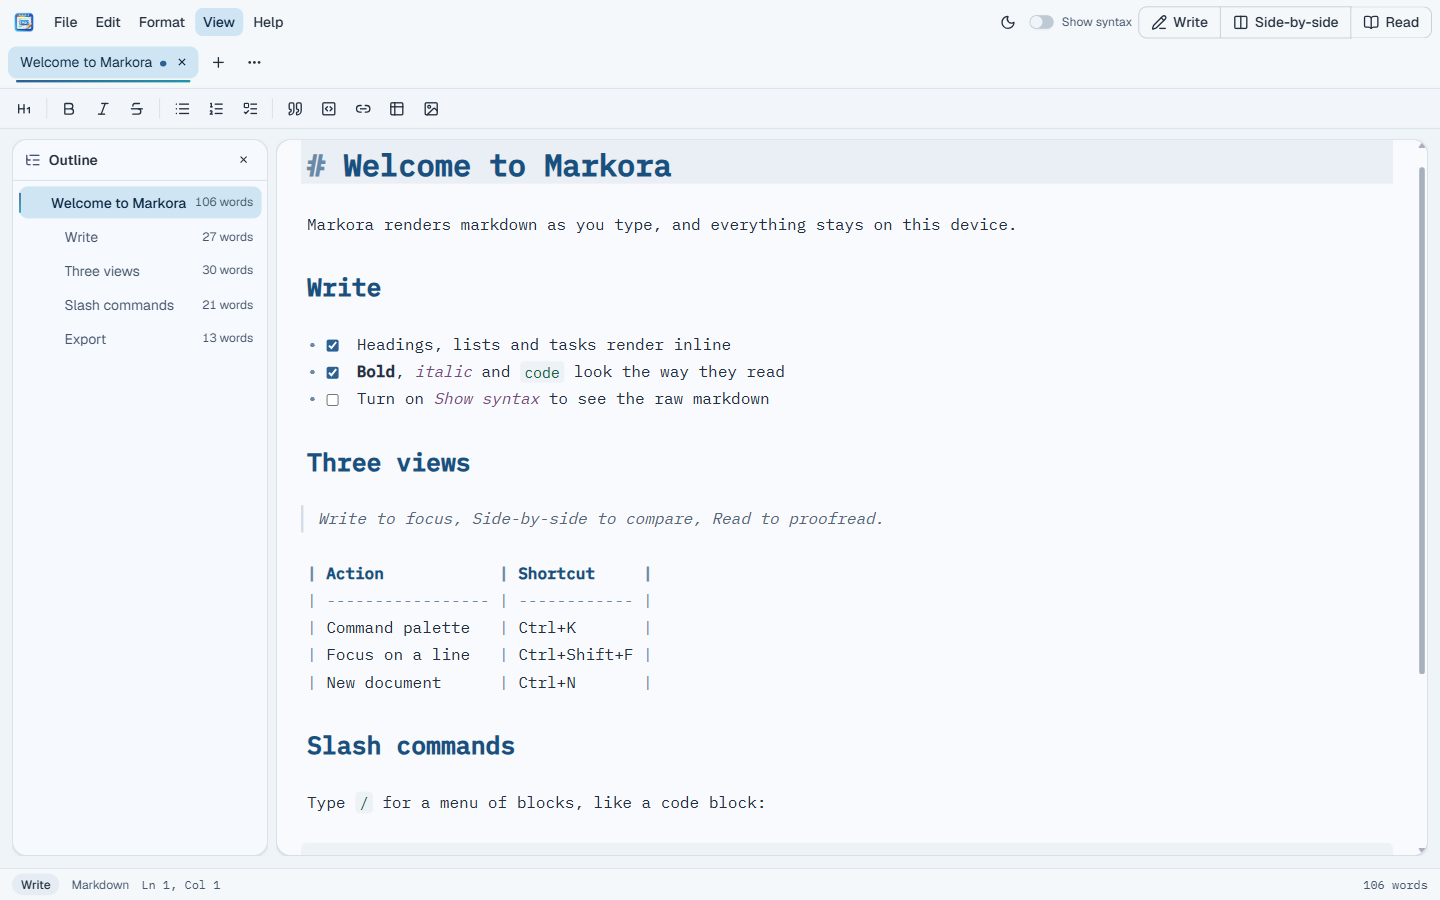 File Edit Format View Help
Show syntax Write Side-by-side Read
Welcome to Markora
H1 B I S
Outline
Welcome to Markora 106 words
Write 27 words
Three views 30 words
Slash commands 21 words
Export 13 words
# Welcome to Markora
Markora renders markdown as you type, and everything stays on this device.
Write
Headings, lists and tasks render inline
Bold, italic and code look the way they read
Turn on Show syntax to see the raw markdown
Three views
Write to focus, Side-by-side to compare, Read to proofread.
| Action | Shortcut |
| ----------------- | ------------ |
| Command palette | Ctrl+K |
| Focus on a line | Ctrl+Shift+F |
| New document | Ctrl+N |
Slash commands
Type / for a menu of blocks, like a code block:
Write Markdown Ln 1, Col 1
106 words